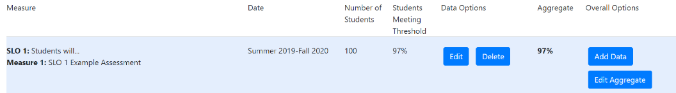 Measure Date Number of Students Students Meeting Threshold Data Options Aggregate Overall Options
SLO 1: Students will... Summer 2019-Fall 2020 100 97% Edit Delete 97% Add Data
Measure 1: SLO 1 Example Assessment
Edit Aggregate